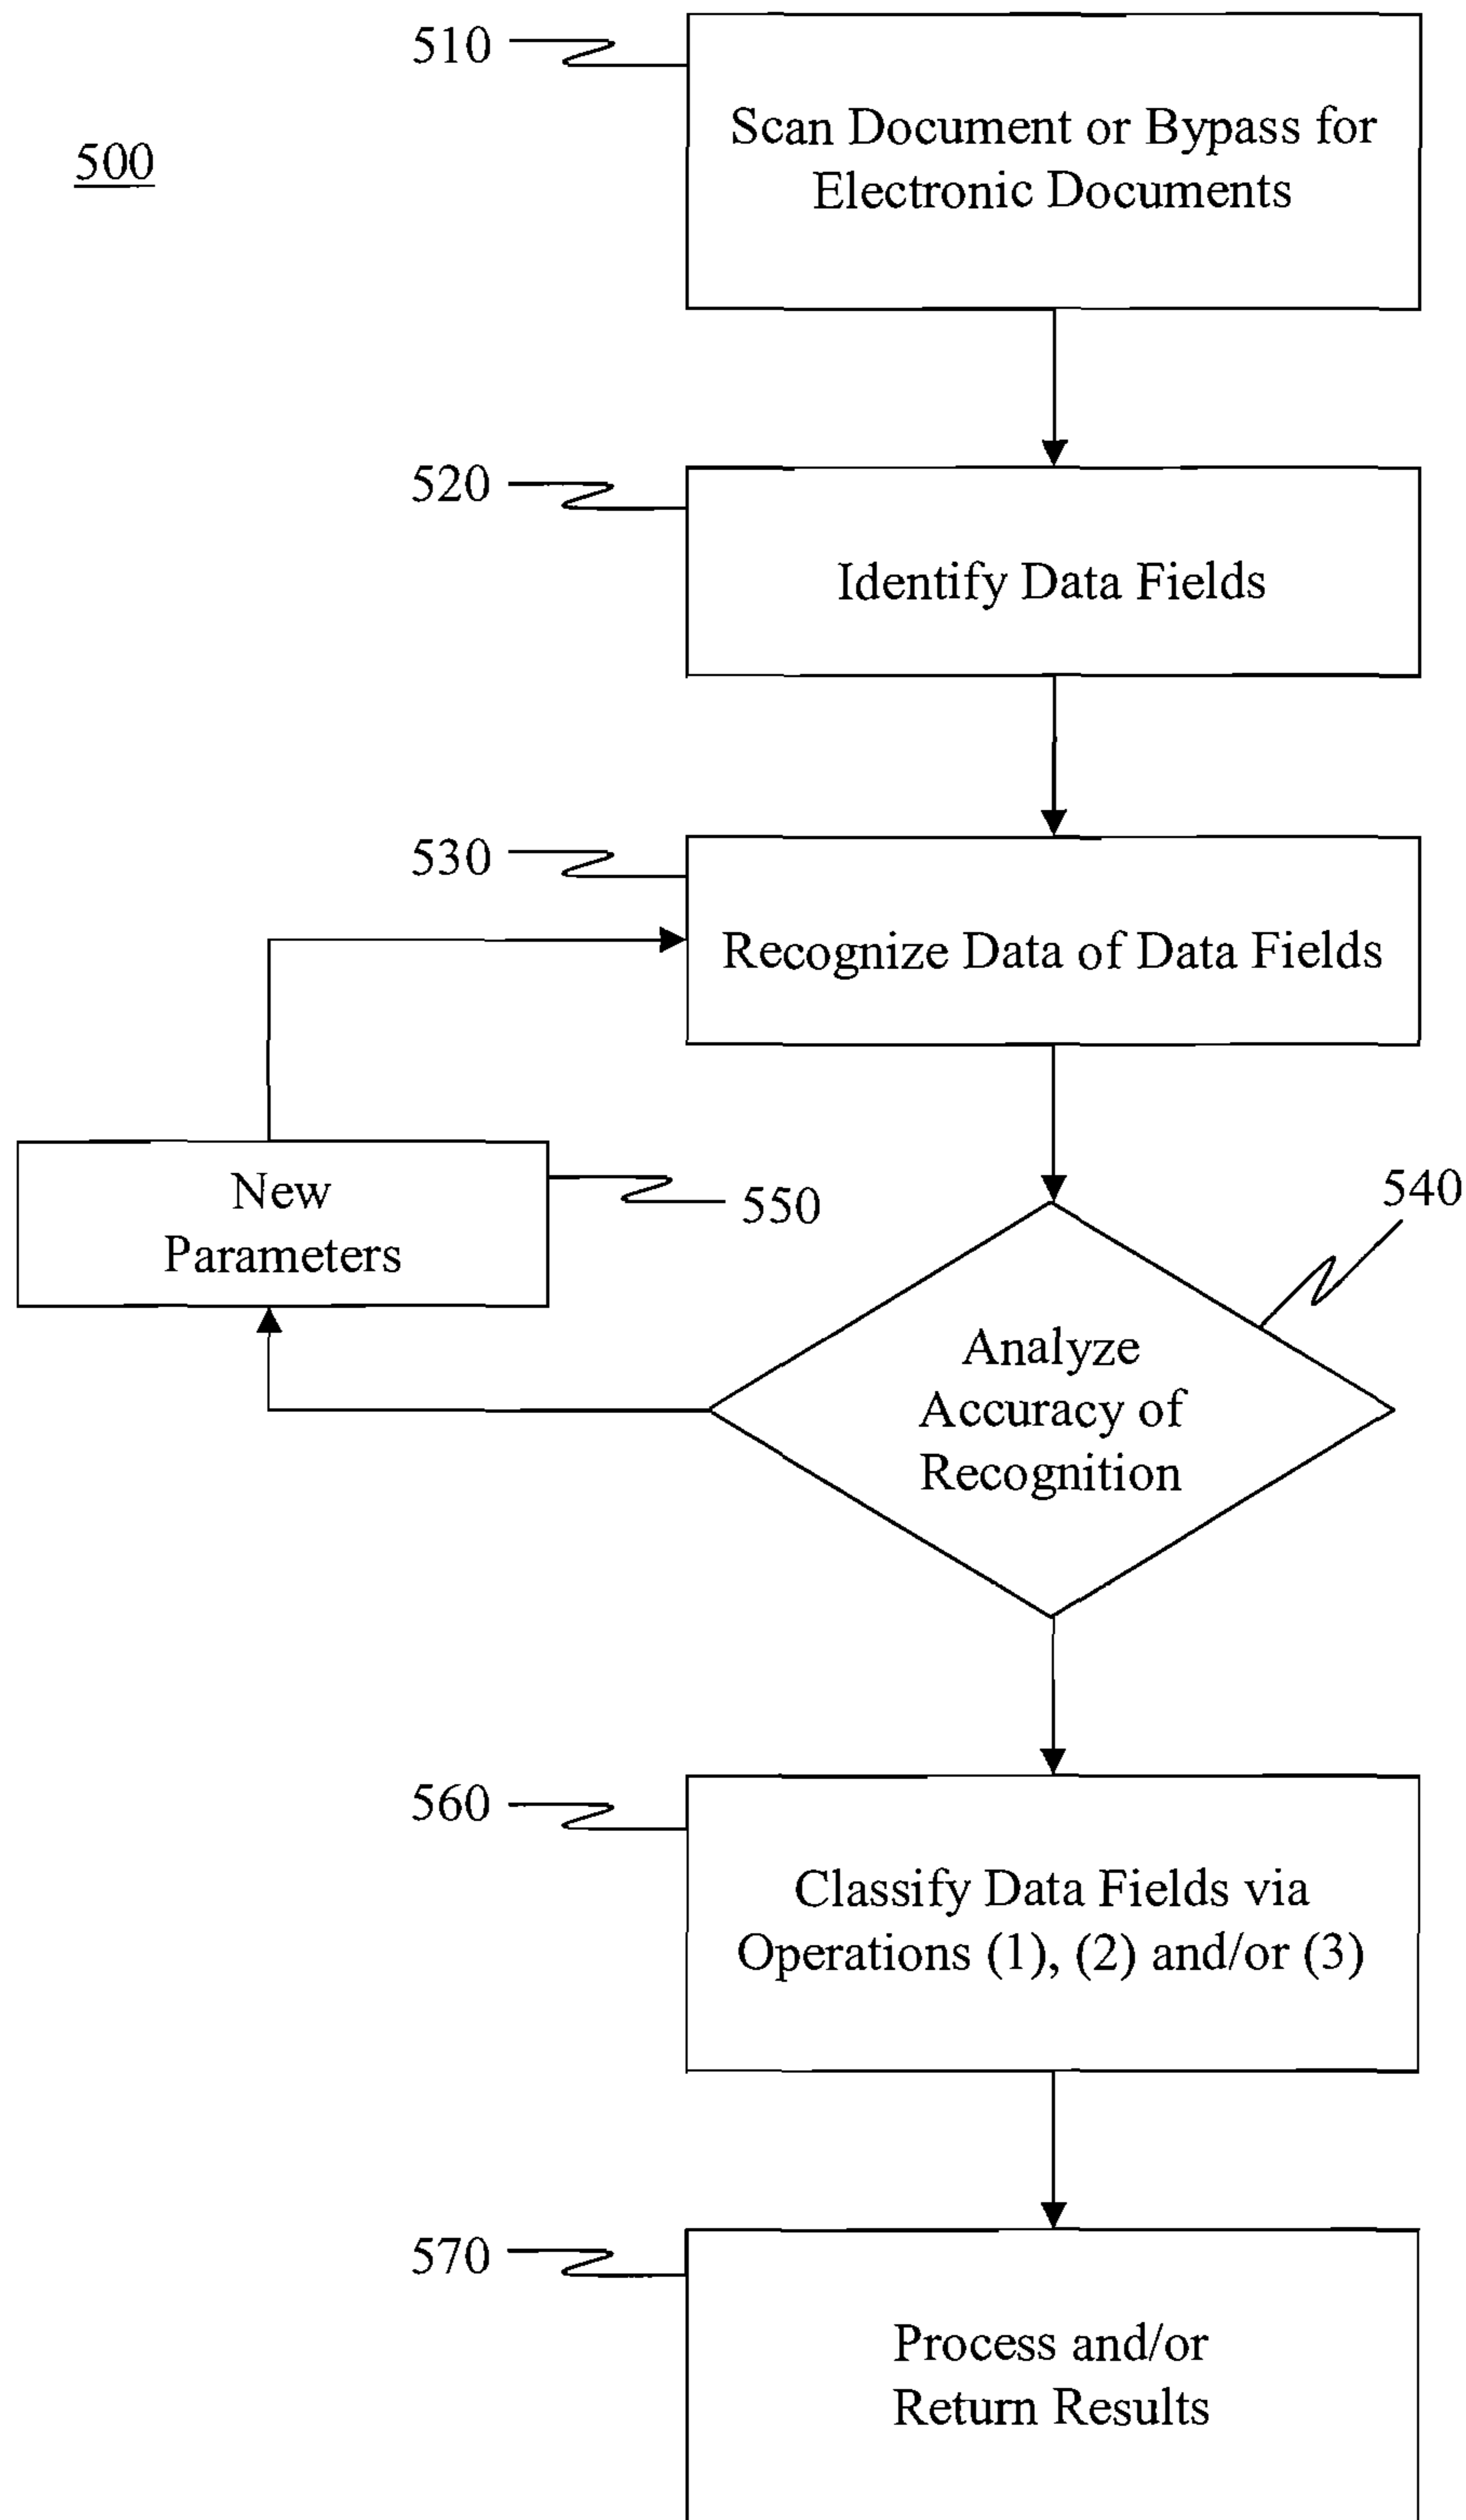 510
Scan Document or Bypass for
Electronic Documents
500
520
Identify Data Fields
530
Recognize Data of Data Fields
New
Parameters
550
540
Analyze
Accuracy of
Recognition
560
Classify Data Fields via
Operations (1), (2) and/or (3)
570
Process and/or
Return Results